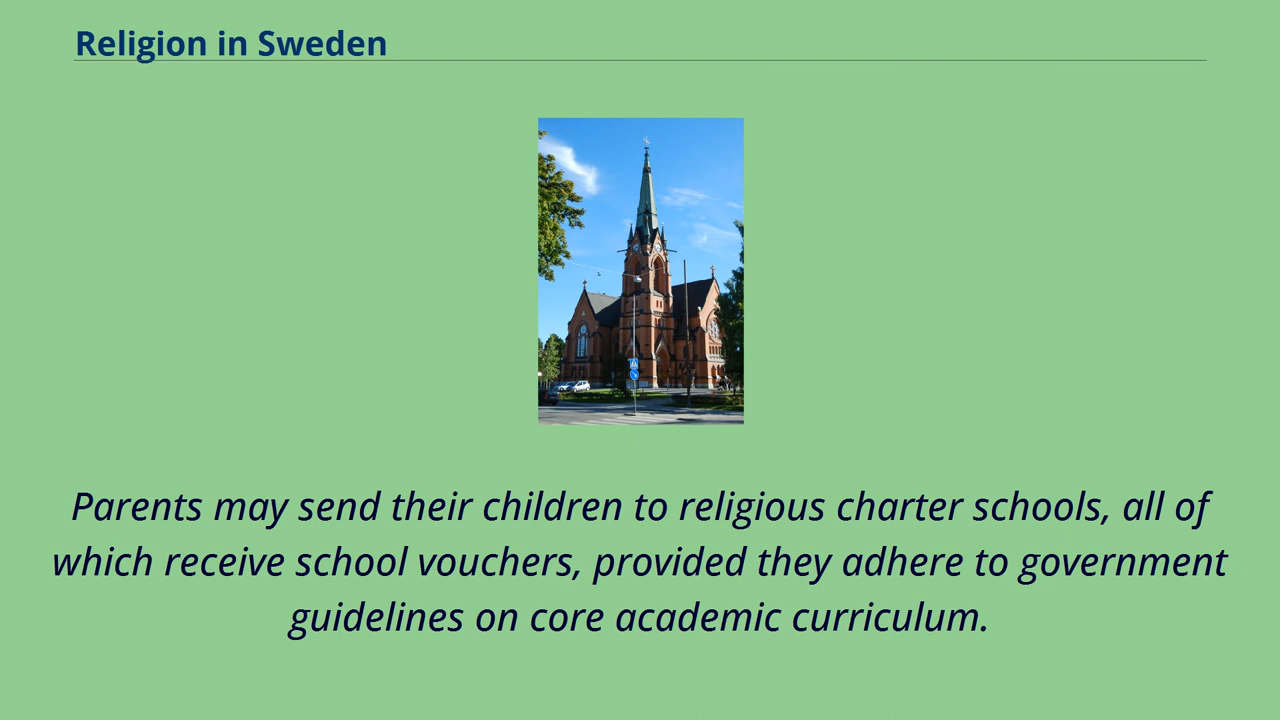 Religion in Sweden
Parents may send their children to religious charter schools, all of
which receive school vouchers, provided they adhere to government
guidelines on core academic curriculum.